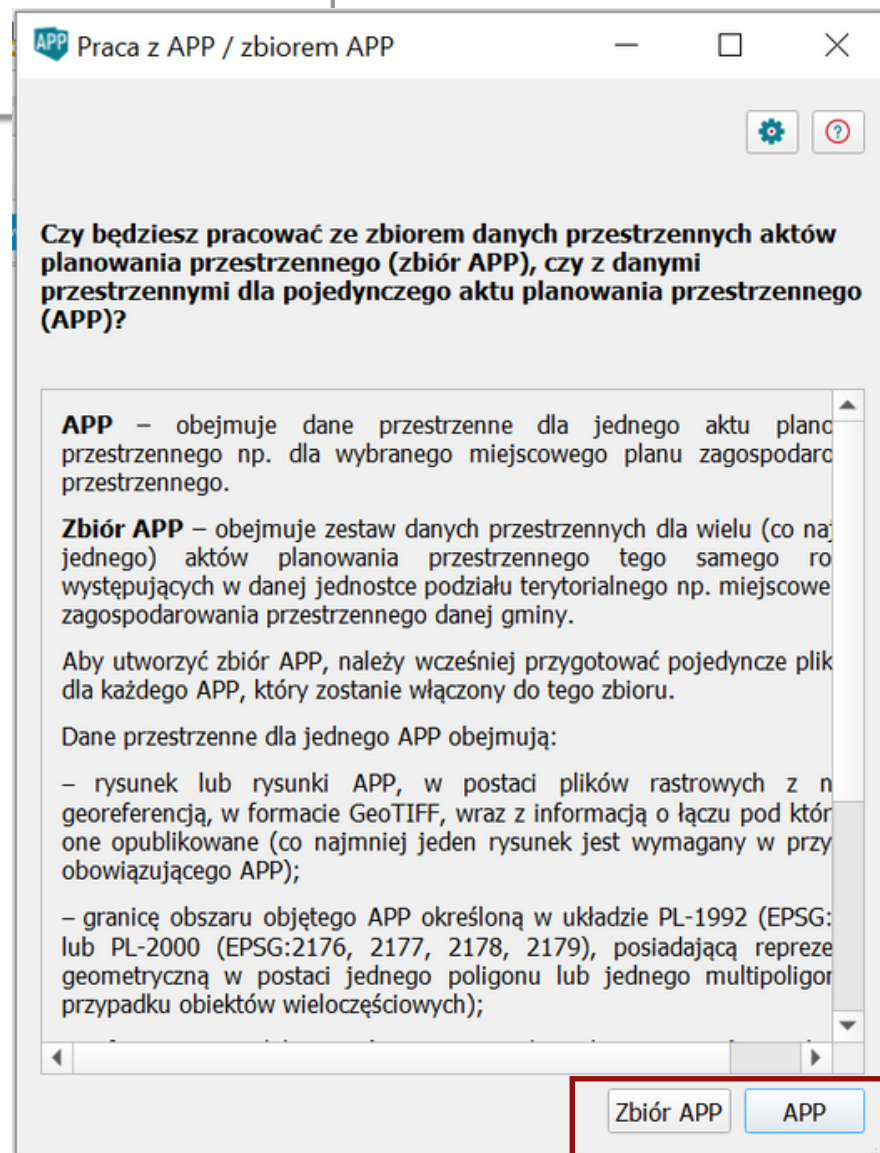 APP Praca z APP / zbiorem APP
Czy będziesz pracować ze zbiorem danych przestrzennych aktów
planowania przestrzennego (zbiór APP), czy z danymi
przestrzennymi dla pojedynczego aktu planowania przestrzennego
(APP)?
APP – obejmuje dane przestrzenne dla jednego aktu plano
przestrzennego np. dla wybranego miejscowego planu zagospodaro
przestrzennego.
Zbiór APP – obejmuje zestaw danych przestrzennych dla wielu (co naj
jednego) aktów planowania przestrzennego tego samego ro
występujących w danej jednostce podziału terytorialnego np. miejscowe
zagospodarowania przestrzennego danej gminy.
Aby utworzyć zbiór APP, należy wcześniej przygotować pojedyncze plik
dla każdego APP, który zostanie włączony do tego zbioru.
Dane przestrzenne dla jednego APP obejmują:
– rysunek lub rysunki APP, w postaci plików rastrowych z n
georeferencją, w formacie GeoTIFF, wraz z informacją o łączu pod któr
one opublikowane (co najmniej jeden rysunek jest wymagany w przy
obowiązującego APP);
– granicę obszaru objętego APP określoną w układzie PL-1992 (EPSG:
lub PL-2000 (EPSG:2176, 2177, 2178, 2179), posiadającą repreze
geometryczną w postaci jednego poligonu lub jednego multipoligon
przypadku obiektów wieloczęściowych);
Zbiór APP APP